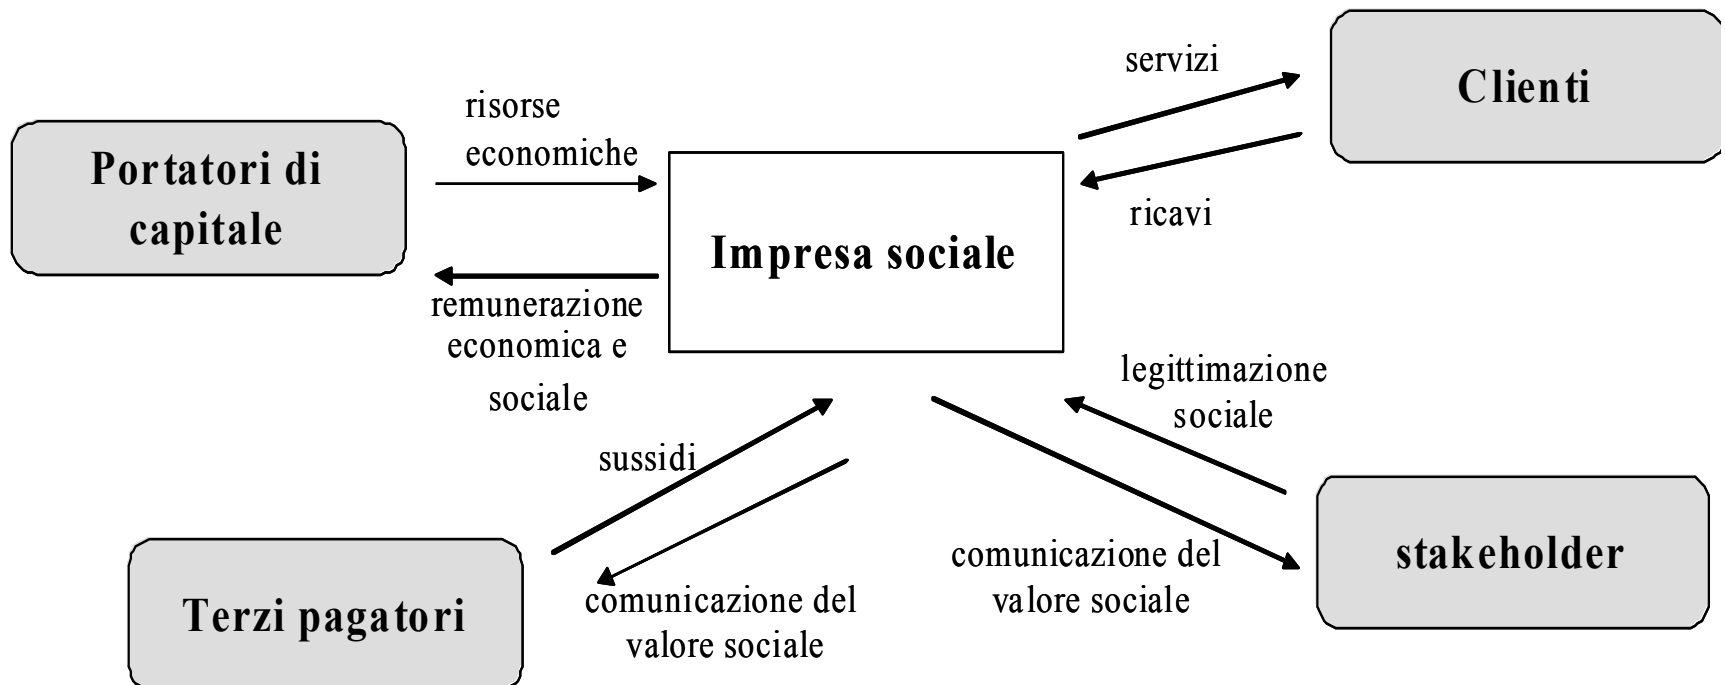 servizi
Clienti
risorse
economiche
Portatori di
capitale
ricavi
Impresa sociale
remunerazione
economica e
sociale
legittimazione
sociale
sussidi
stakeholder
comunicazione del
valore sociale
Terzi pagatori
comunicazione del
valore sociale